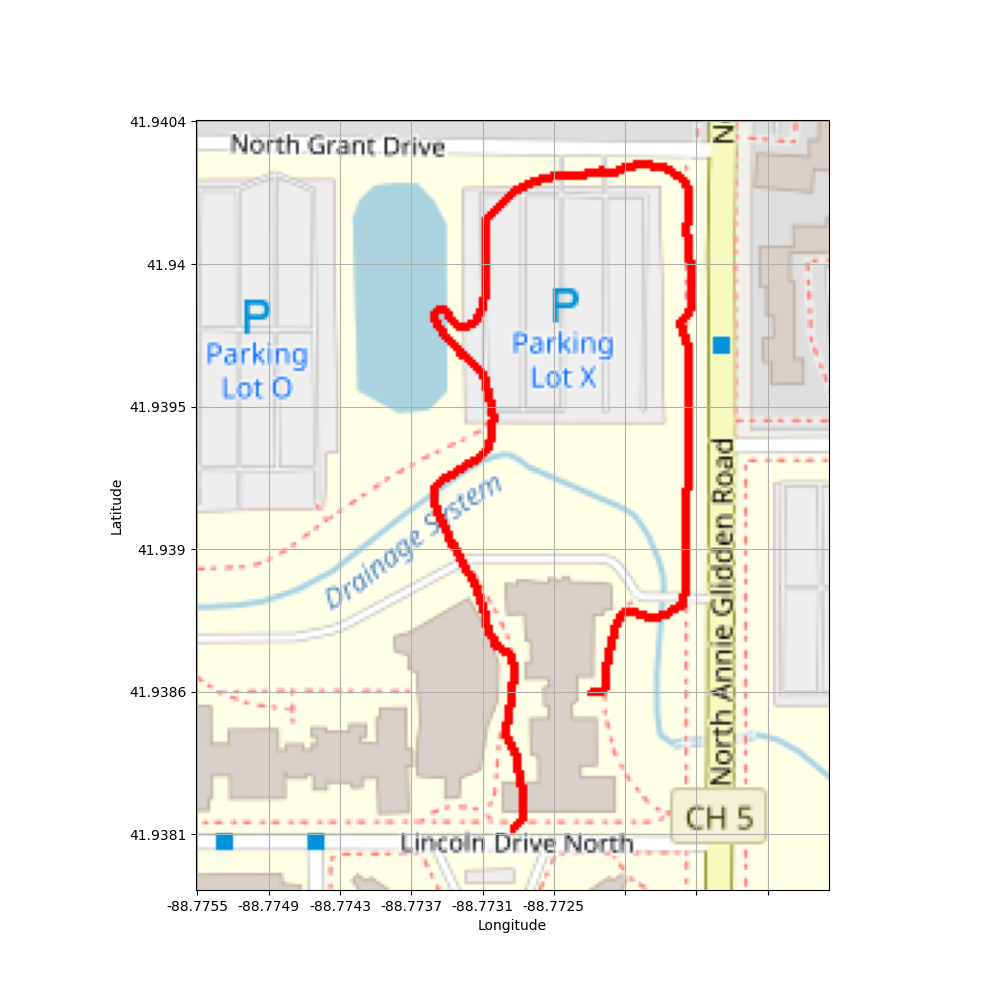 41.9404
41.94
41.9395
41.939
41.9386
41.9381
Latitude
North Grant Drive
N
P
Parking
Lot O
P
Parking
Lot X
Drainage System
North Annie Glidden Road
CH 5
Lincoln Drive North
-88.7755 -88.7749 -88.7743 -88.7737 -88.7731 -88.7725
Longitude